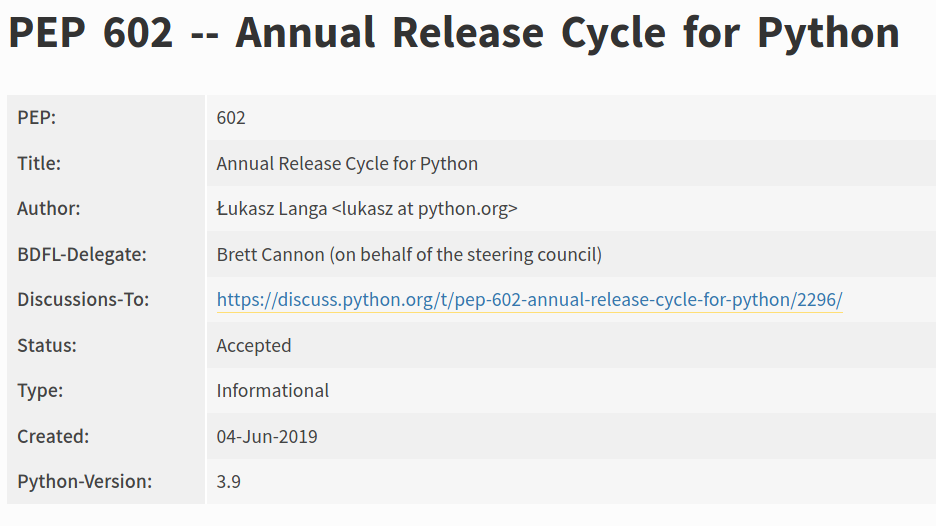 PEP 602 -- Annual Release Cycle for Python
PEP: 602
Title: Annual Release Cycle for Python
Author: Łukasz Langa <lukasz at python.org>
BDFL-Delegate: Brett Cannon (on behalf of the steering council)
Discussions-To: https://discuss.python.org/t/pep-602-annual-release-cycle-for-python/2296/
Status: Accepted
Type: Informational
Created: 04-Jun-2019
Python-Version: 3.9